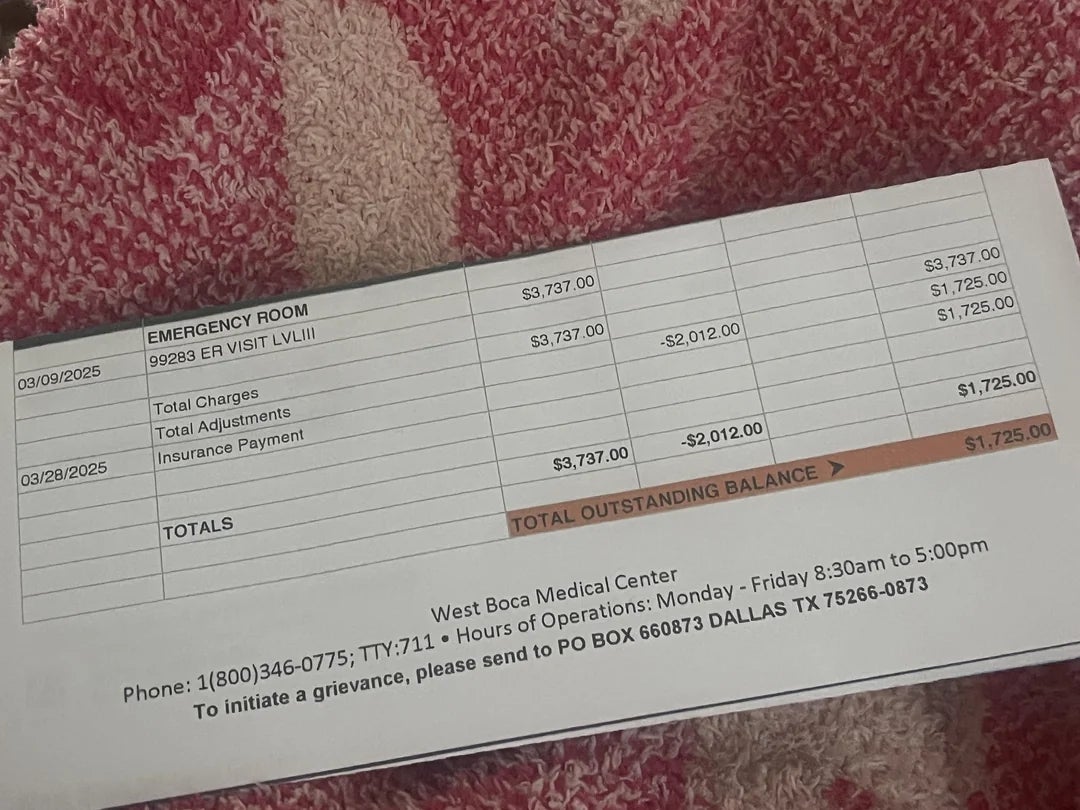 EMERGENCY ROOM
03/09/2025 99283 ER VISIT LVLIII $3,737.00 $3,737.00
Total Charges $3,737.00 $1,725.00
Total Adjustments -$2,012.00 $1,725.00
03/28/2025 Insurance Payment
TOTALS $3,737.00 -$2,012.00 $1,725.00
TOTAL OUTSTANDING BALANCE ➤ $1,725.00
West Boca Medical Center
Phone: 1(800)346-0775; TTY:711 • Hours of Operations: Monday - Friday 8:30am to 5:00pm
To initiate a grievance, please send to PO BOX 660873 DALLAS TX 75266-0873